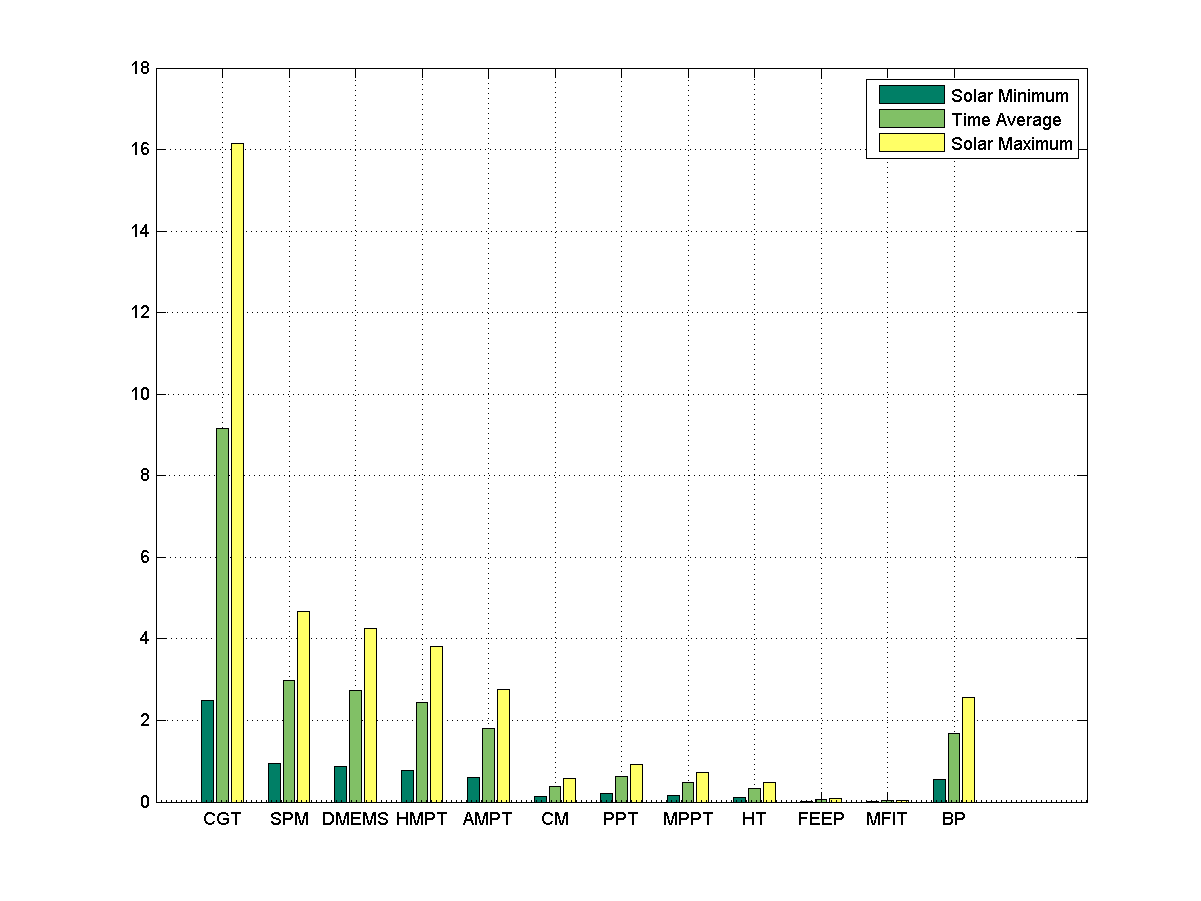 18
16
14
12
10
8
6
4
2
0
Solar Minimum
Time Average
Solar Maximum
CGT SPM DMEMS HMPT AMPT CM PPT MPPT HT FEEP MFIT BP